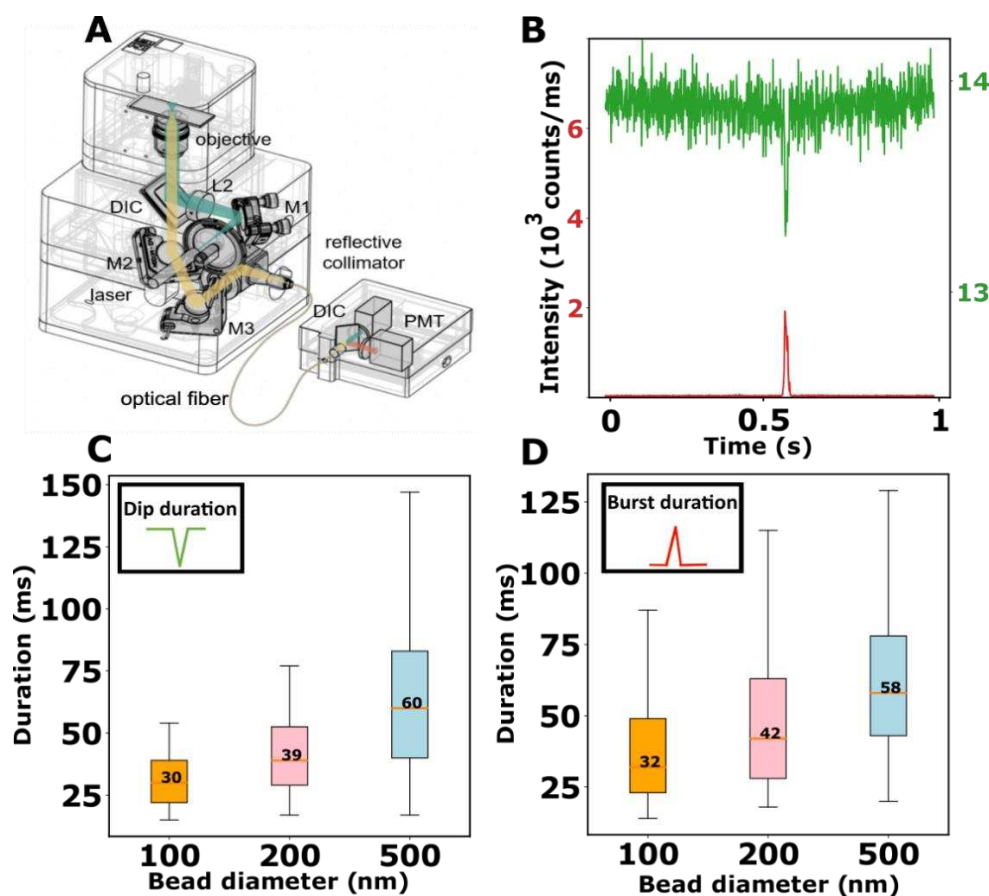 A
objective
L2
DIC
M1
M2
reflective
collimator
laser
M3
DIC
PMT
optical fiber
B
Intensity (10³ counts/ms)
6
4
2
14
13
0
0.5
1
Time (s)
C
Dip duration
Duration (ms)
150
125
100
75
50
25
30
39
60
100
200
500
Bead diameter (nm)
D
Burst duration
Duration (ms)
125
100
75
50
25
32
42
58
100
200
500
Bead diameter (nm)